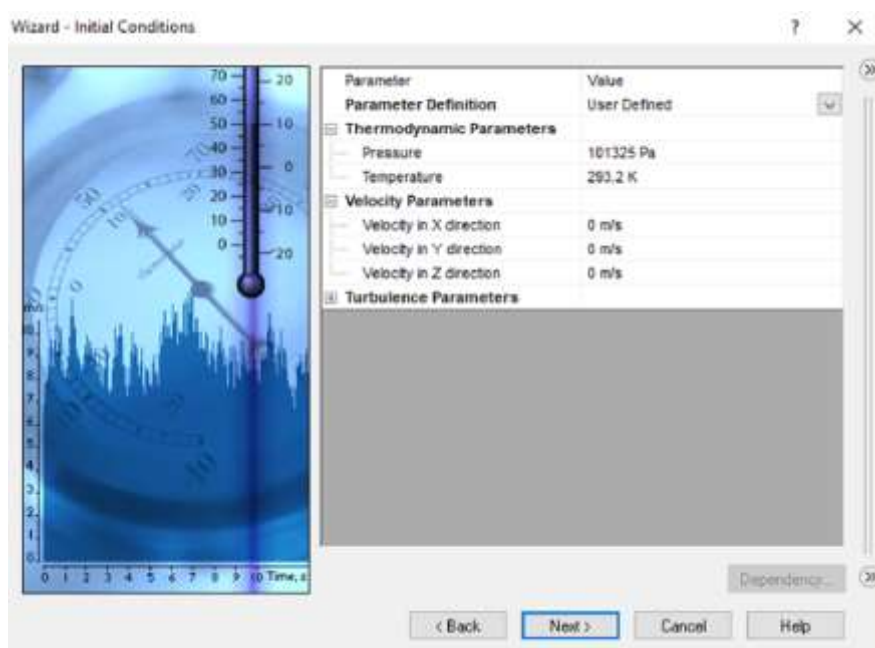 Wizard - Initial Conditions ? ×
Parameter Value
Parameter Definition User Defined
Thermodynamic Parameters
Pressure 101325 Pa
Temperature 293.2 K
Velocity Parameters
Velocity in X direction 0 m/s
Velocity in Y direction 0 m/s
Velocity in Z direction 0 m/s
Turbulence Parameters
70 20
60
50 10
40
30 0
20
10 10
0 20
0 1 2 3 4 5 6 7 8 9 10 Time, s
Dependency...
< Back Next > Cancel Help